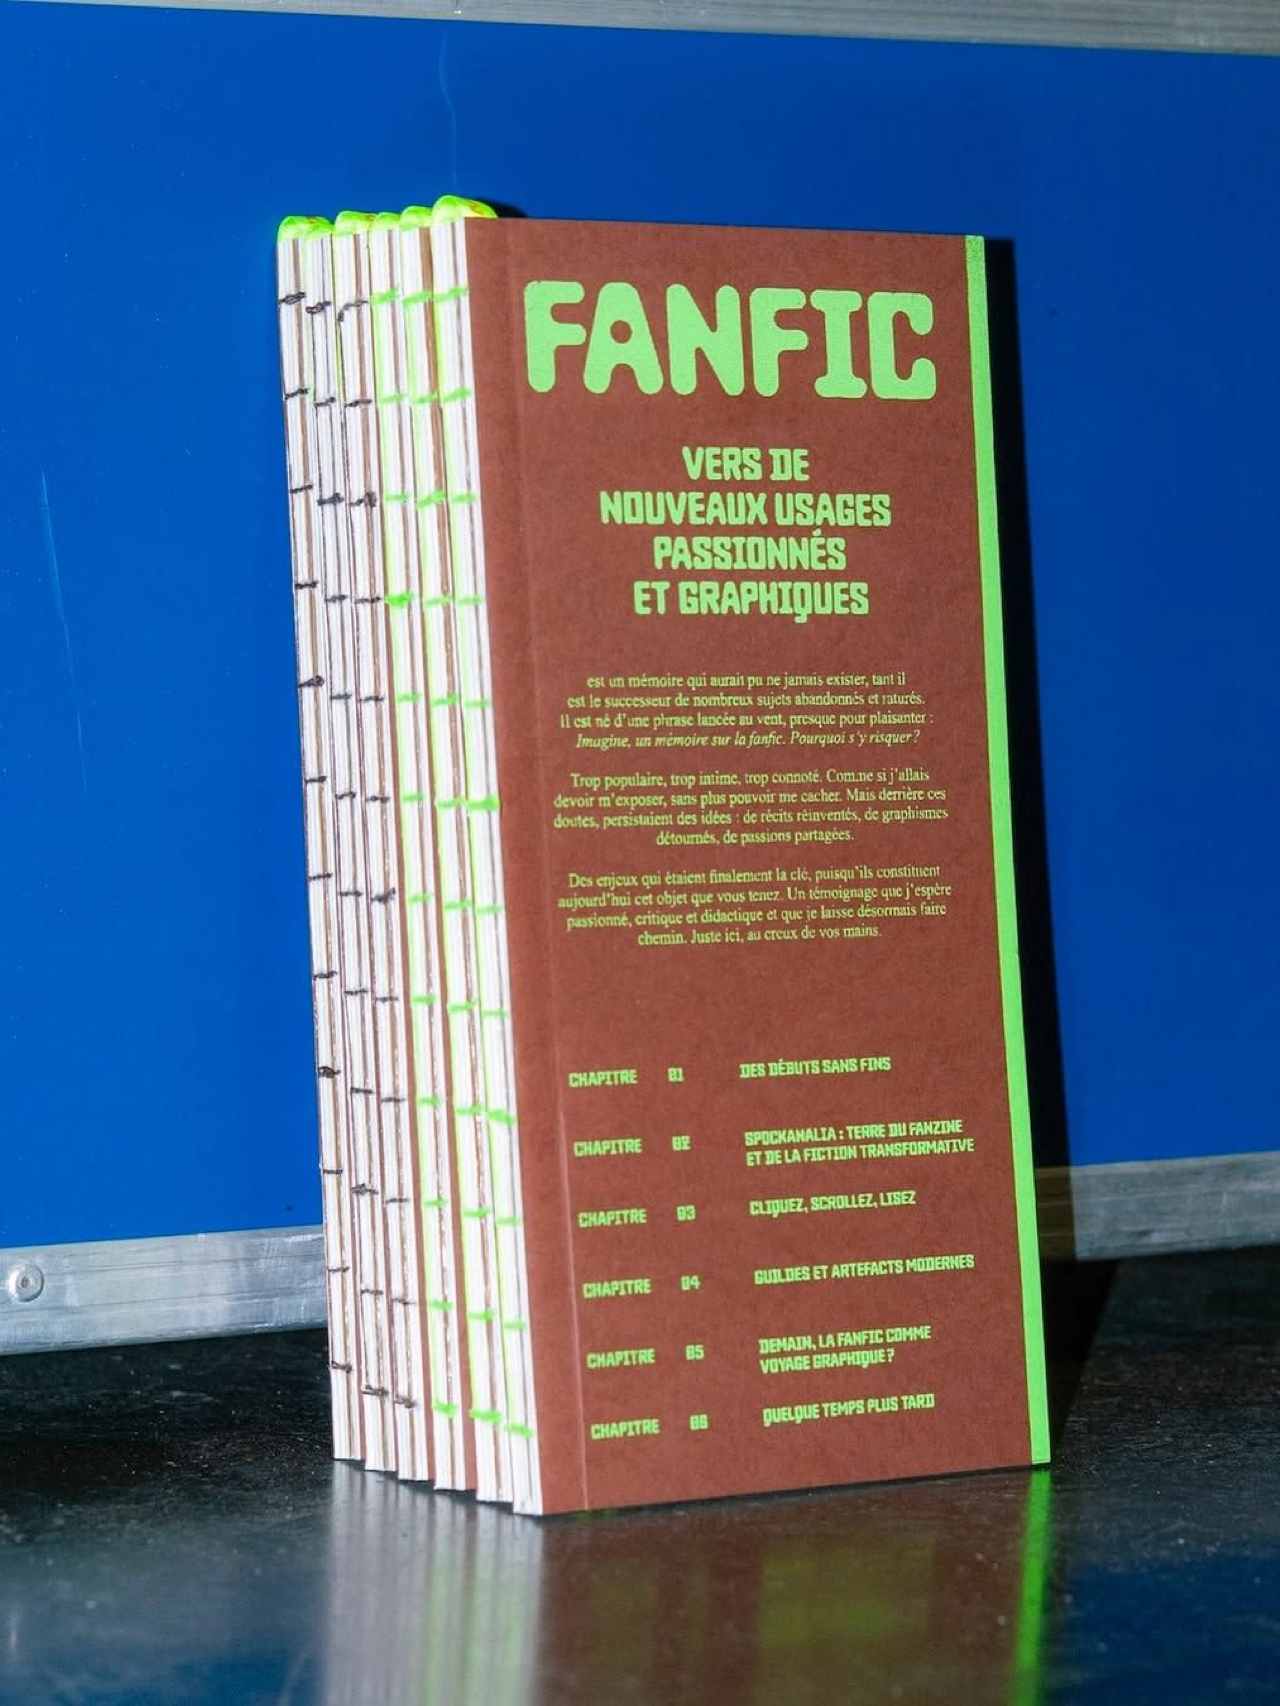 FANFIC
VERS DE
NOUVEAUX USAGES
PASSIONNÉS
ET GRAPHIQUES
est un mémoire qui aurait pu ne jamais exister, tant il
est le successeur de nombreux sujets abandonnés et raturés.
Il est né d'une phrase lancée au vent, presque pour plaisanter :
Imagine, un mémoire sur la fanfic. Pourquoi s'y risquer ?
Trop populaire, trop intime, trop connoté. Comme si j'allais
devoir m'exposer, sans plus pouvoir me cacher. Mais derrière ces
doutes, persistaient des idées : de récits réinventés, de graphismes
détournés, de passions partagées.
Des enjeux qui étaient finalement la clé, puisqu'ils constituent
aujourd'hui cet objet que vous tenez. Un témoignage que j'espère
passionné, critique et didactique et que je laisse désormais faire
chemin. Juste ici, au creux de vos mains.
CHAPITRE 01 DES DÉBUTS SANS FINS
CHAPITRE 02 SPOCKANALIA : TERRE DU FANZINE
ET DE LA FICTION TRANSFORMATIVE
CHAPITRE 03 CLIQUEZ, SCROLLEZ, LISEZ
CHAPITRE 04 GUILDES ET ARTEFACTS MODERNES
CHAPITRE 05 DEMAIN, LA FANFIC COMME
VOYAGE GRAPHIQUE ?
CHAPITRE 06 QUELQUE TEMPS PLUS TARD